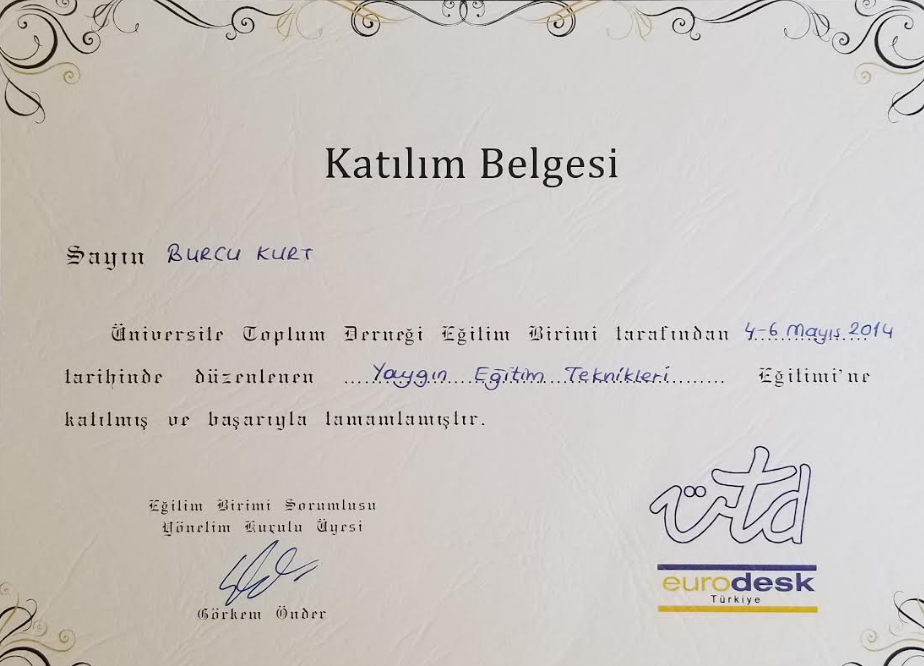 Katılım Belgesi
Sayın BURCU KURT
Üniversite Toplum Derneği Eğitim Birimi tarafından 4-6 Mayıs 2014
tarihinde düzenlenen ....Yaygın....Eğitim..Teknikleri........ Eğitimi'ne
katılmış ve başarıyla tamamlamıştır.
Eğitim Birimi Sorumlusu
Yönetim Kurulu Üyesi
Görkem Önder
ütd
eurodesk
Türkiye